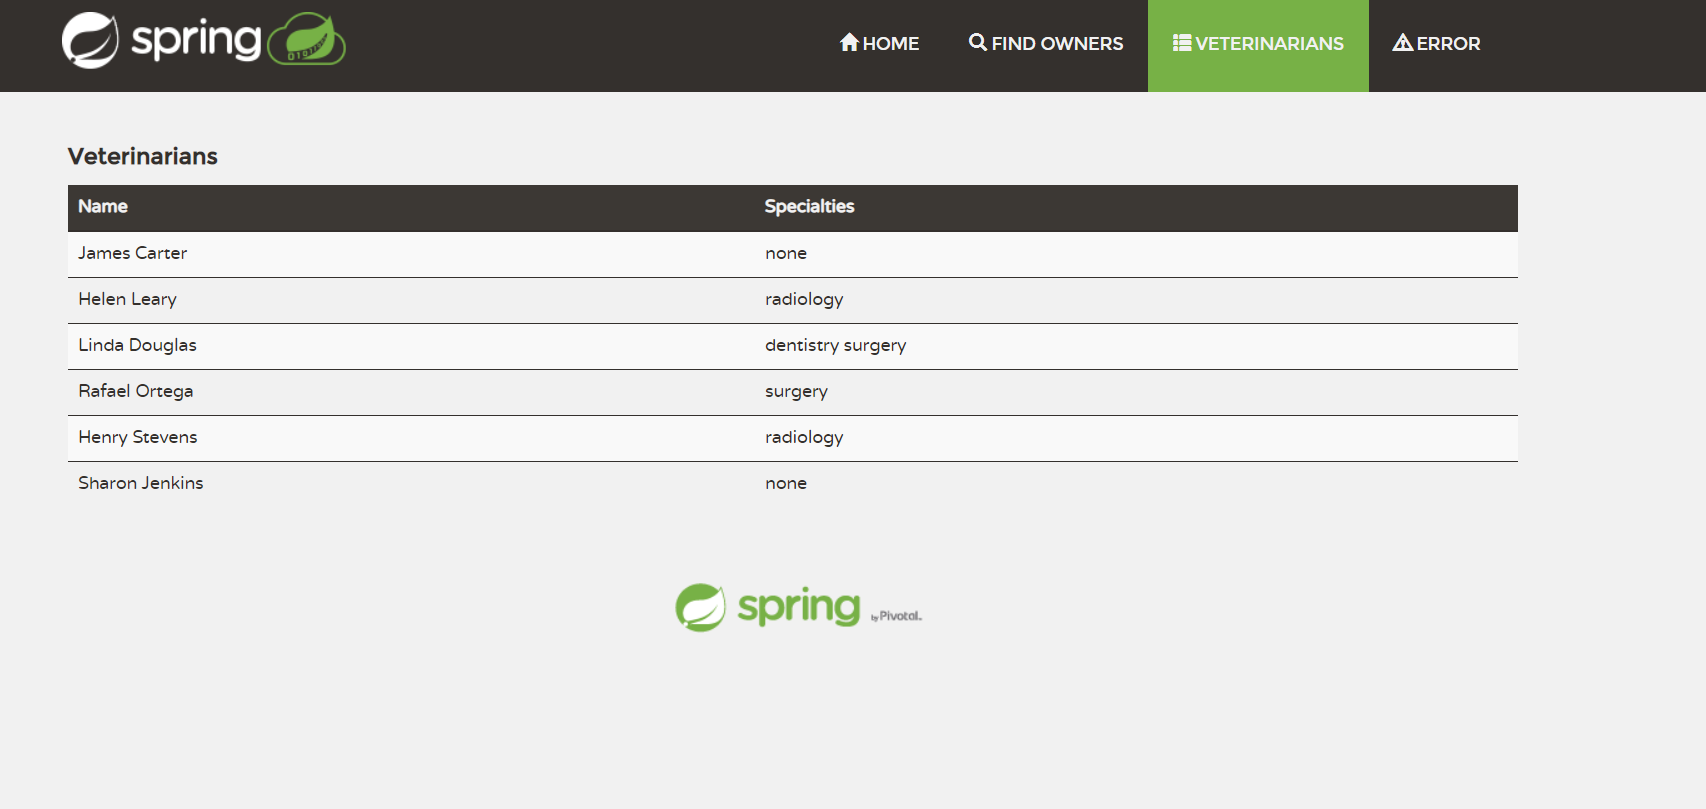 spring
HOME FIND OWNERS VETERINARIANS ERROR
Veterinarians
Name Specialties
James Carter none
Helen Leary radiology
Linda Douglas dentistry surgery
Rafael Ortega surgery
Henry Stevens radiology
Sharon Jenkins none
spring by Pivotal.